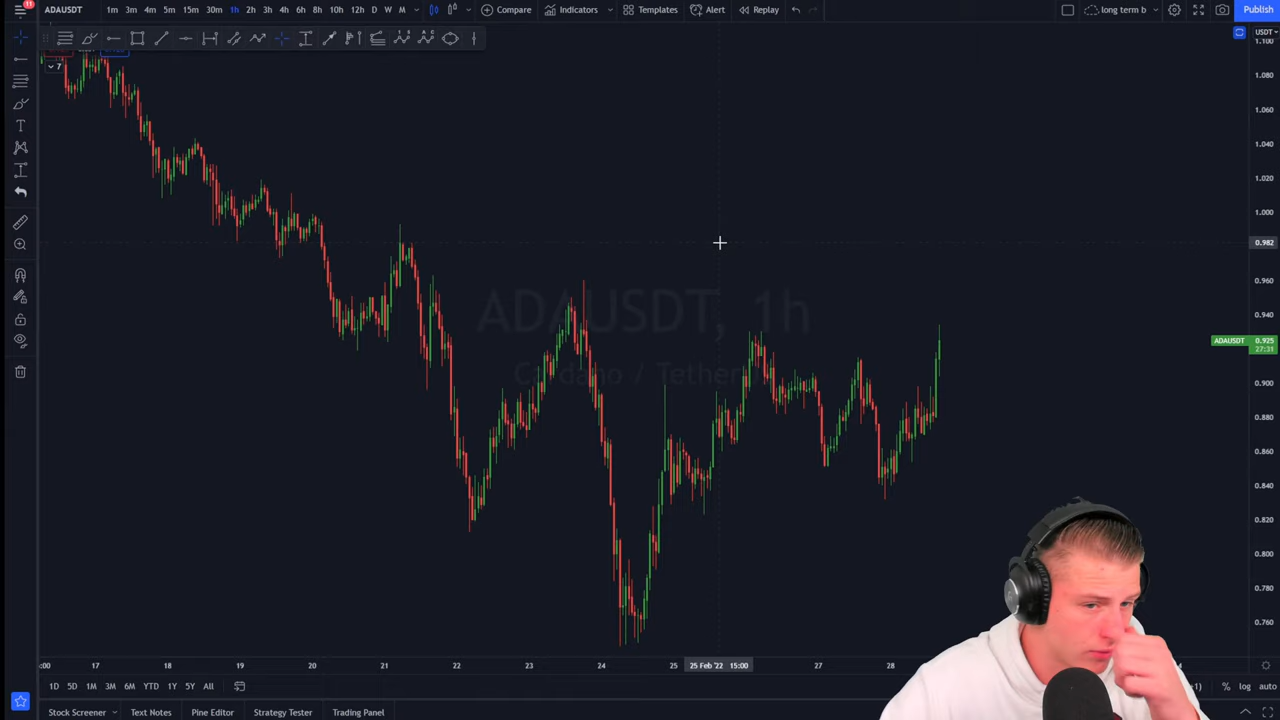 11
ADAUSDT 1m 3m 5m 15m 30m 1h 2h 3h 4h 6h 8h 10h 12h D W M Compare Indicators Templates Alert Replay long term b Publish
USDT
7
1.100
1.080
1.060
1.040
1.020
1.000
0.982
0.960
0.940
ADAUSDT 0.925
27:31
0.900
0.880
0.860
0.840
0.820
0.800
0.780
0.760
ADAUSDT, 1h
Cardano / Tether
:00 17 18 19 20 21 22 23 24 25 25 Feb '22 15:00 27 28
1D 5D 1M 3M 6M YTD 1Y 5Y All % log auto
Stock Screener Text Notes Pine Editor Strategy Tester Trading Panel